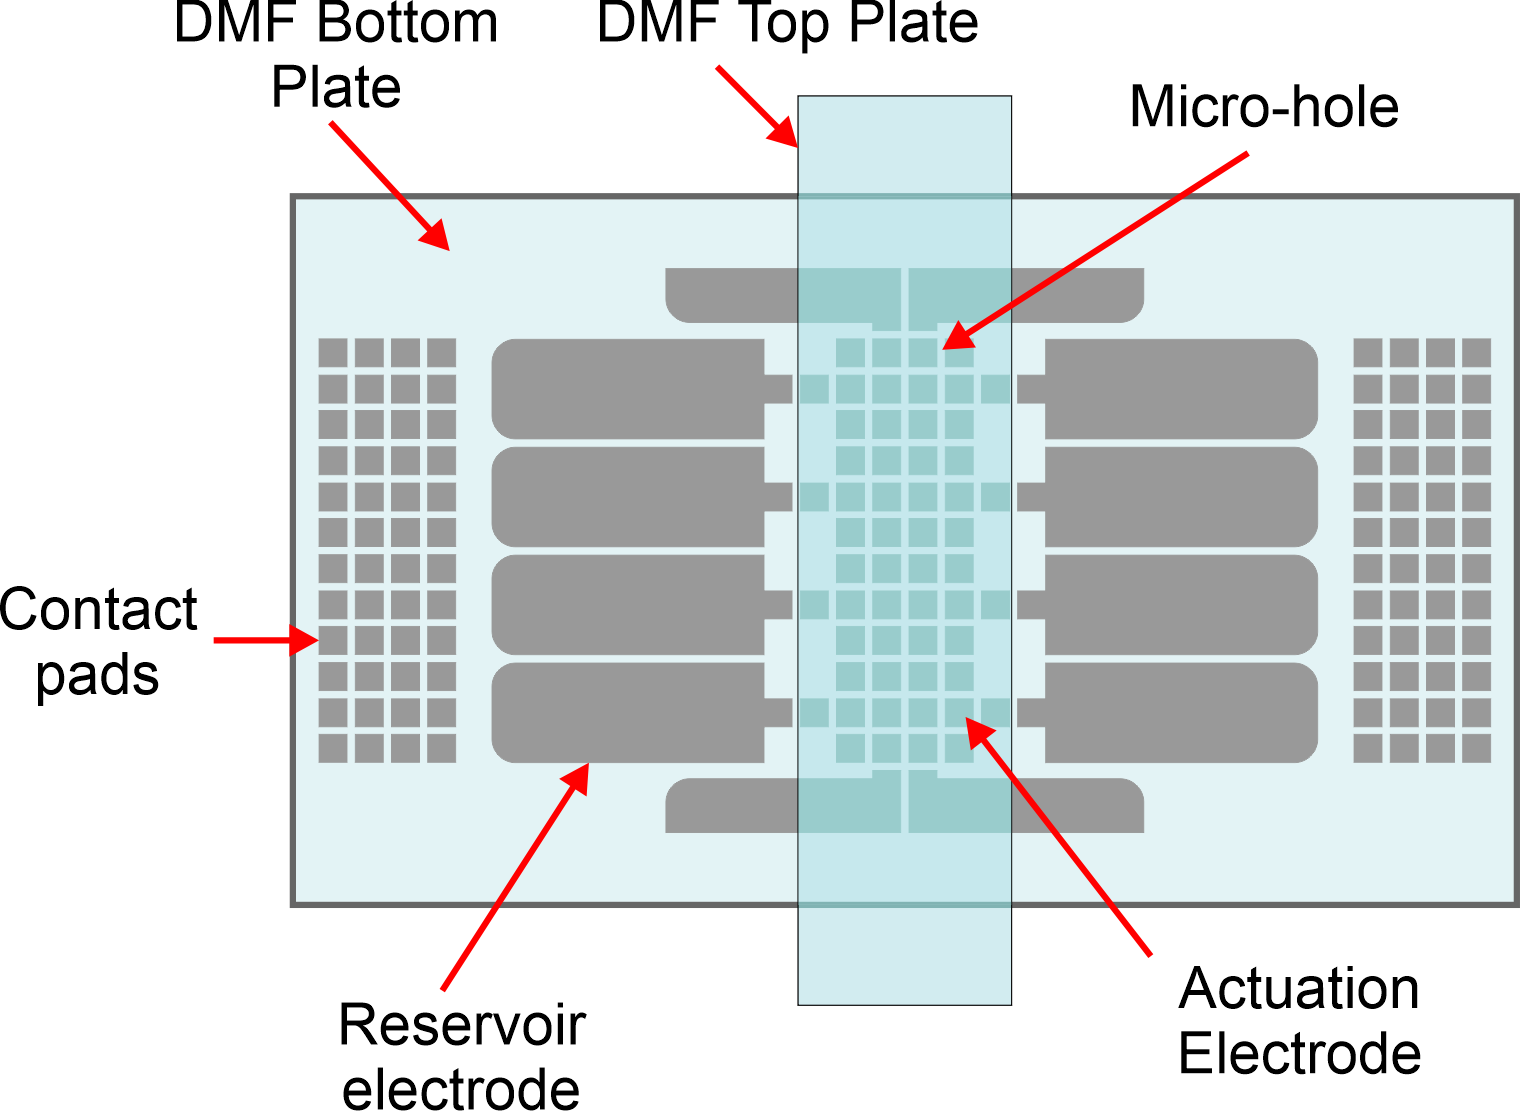 DMF Bottom
Plate
DMF Top Plate
Micro-hole
Contact
pads
Reservoir
electrode
Actuation
Electrode